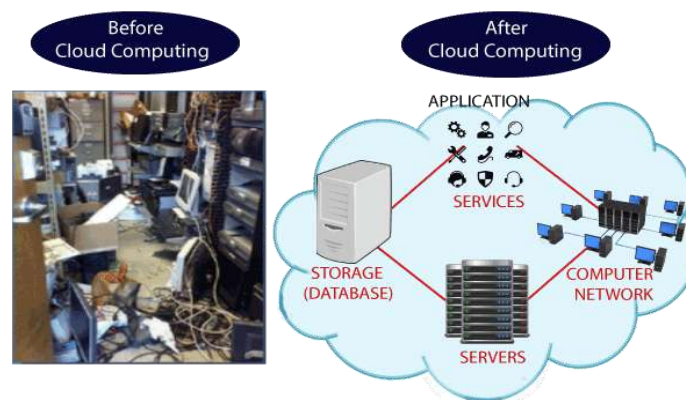 Before
Cloud Computing
After
Cloud Computing
APPLICATION
SERVICES
STORAGE
(DATABASE)
COMPUTER
NETWORK
SERVERS